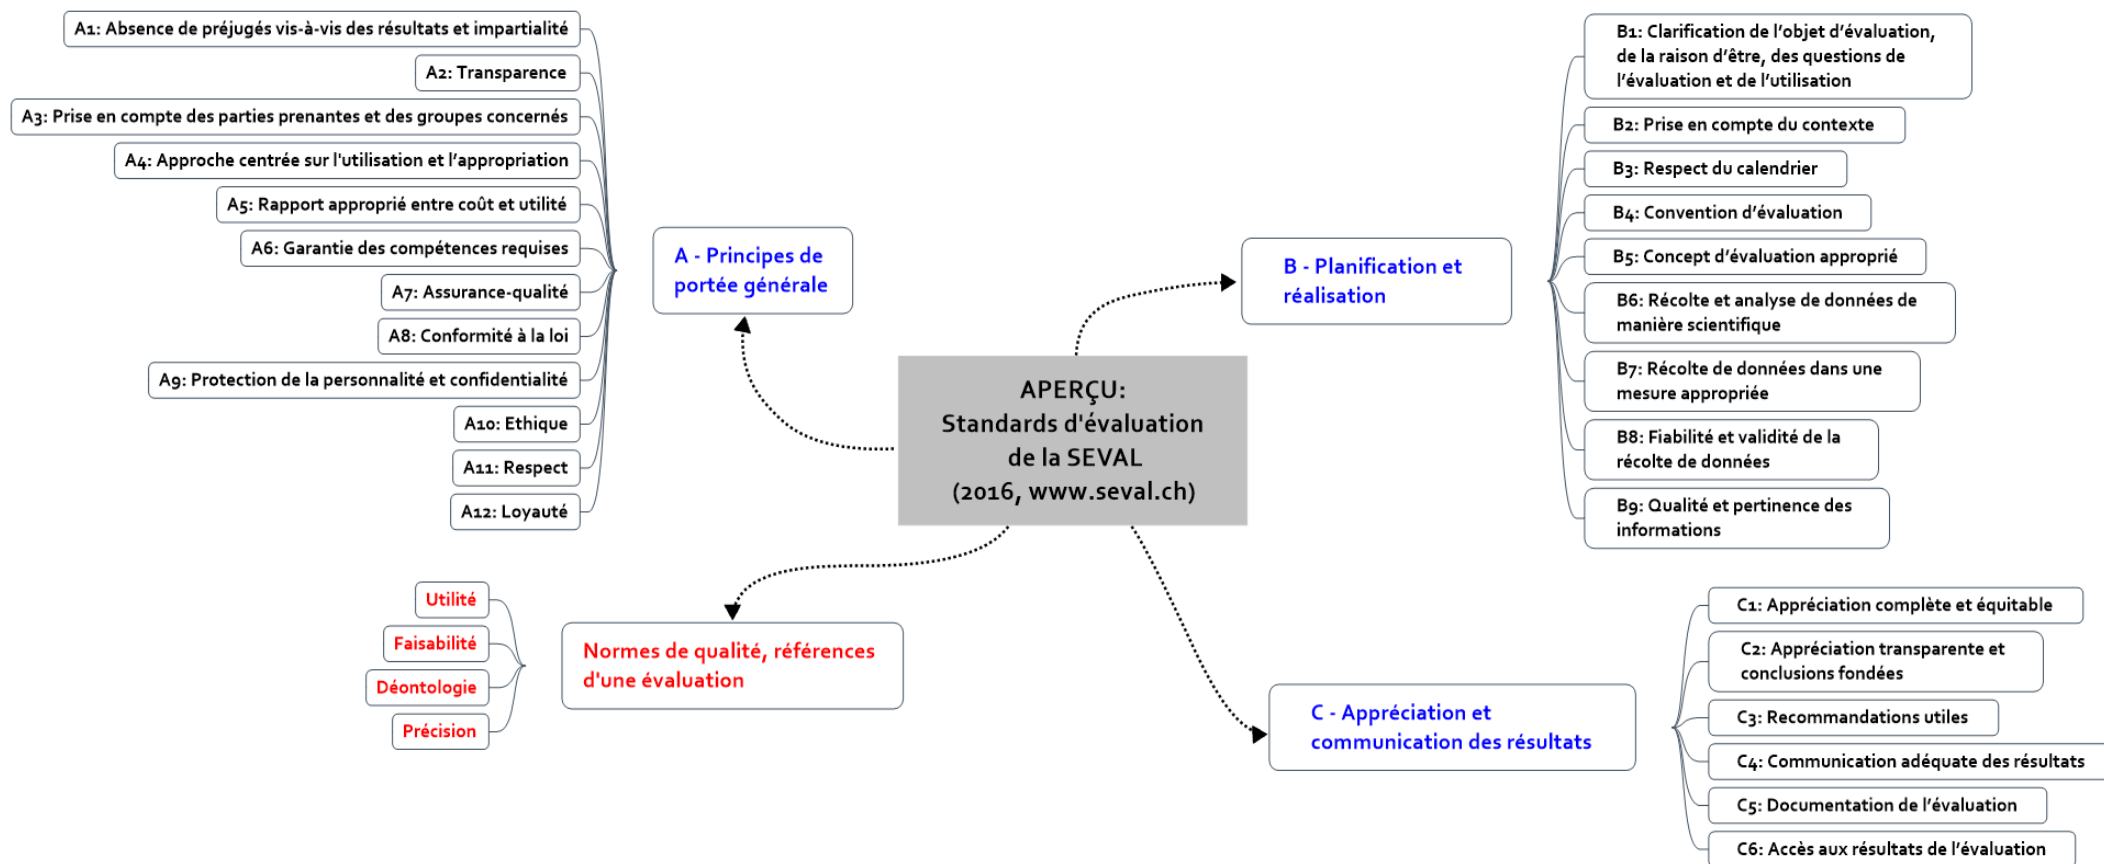 A1: Absence de préjugés vis-à-vis des résultats et impartialité
A2: Transparence
A3: Prise en compte des parties prenantes et des groupes concernés
A4: Approche centrée sur l'utilisation et l’appropriation
A5: Rapport approprié entre coût et utilité
A6: Garantie des compétences requises
A7: Assurance-qualité
A8: Conformité à la loi
A9: Protection de la personnalité et confidentialité
A10: Ethique
A11: Respect
A12: Loyauté
A - Principes de
portée générale
APERÇU:
Standards d'évaluation
de la SEVAL
(2016, www.seval.ch)
B - Planification et
réalisation
B1: Clarification de l’objet d’évaluation,
de la raison d’être, des questions de
l’évaluation et de l’utilisation
B2: Prise en compte du contexte
B3: Respect du calendrier
B4: Convention d’évaluation
B5: Concept d’évaluation approprié
B6: Récolte et analyse de données de
manière scientifique
B7: Récolte de données dans une
mesure appropriée
B8: Fiabilité et validité de la
récolte de données
B9: Qualité et pertinence des
informations
Utilité
Faisabilité
Déontologie
Précision
Normes de qualité, références
d'une évaluation
C - Appréciation et
communication des résultats
C1: Appréciation complète et équitable
C2: Appréciation transparente et
conclusions fondées
C3: Recommandations utiles
C4: Communication adéquate des résultats
C5: Documentation de l’évaluation
C6: Accès aux résultats de l’évaluation